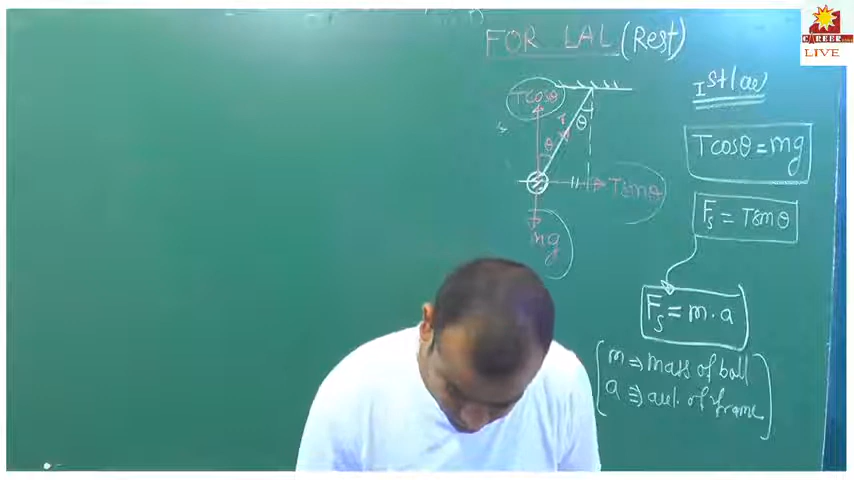 FOR LAL (Rest)
Ist law
Tcosθ
T
θ
θ
Tcosθ = mg
Tsinθ
Fs = Tsinθ
mg
Fs = m·a
m ⇒ mass of ball
a ⇒ accl. of frame
CAREER
LIVE